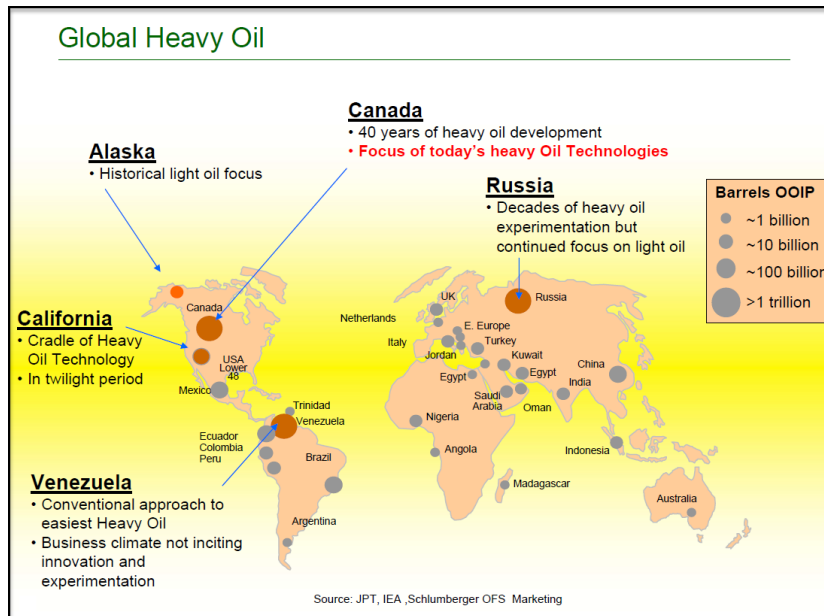 Global Heavy Oil
Canada
• 40 years of heavy oil development
• Focus of today's heavy Oil Technologies
Alaska
• Historical light oil focus
Russia
• Decades of heavy oil
experimentation but
continued focus on light oil
Barrels OOIP
~1 billion
~10 billion
~100 billion
>1 trillion
California
• Cradle of Heavy
Oil Technology
• In twilight period
Canada
USA
Lower
48
Mexico
Trinidad
Venezuela
Ecuador
Colombia
Peru
Brazil
Argentina
UK
Netherlands
Russia
E. Europe
Italy
Turkey
Jordan
Kuwait
Egypt
Egypt
China
India
Saudi
Arabia
Oman
Nigeria
Angola
Indonesia
Madagascar
Australia
Venezuela
• Conventional approach to
easiest Heavy Oil
• Business climate not inciting
innovation and
experimentation
Source: JPT, IEA ,Schlumberger OFS Marketing